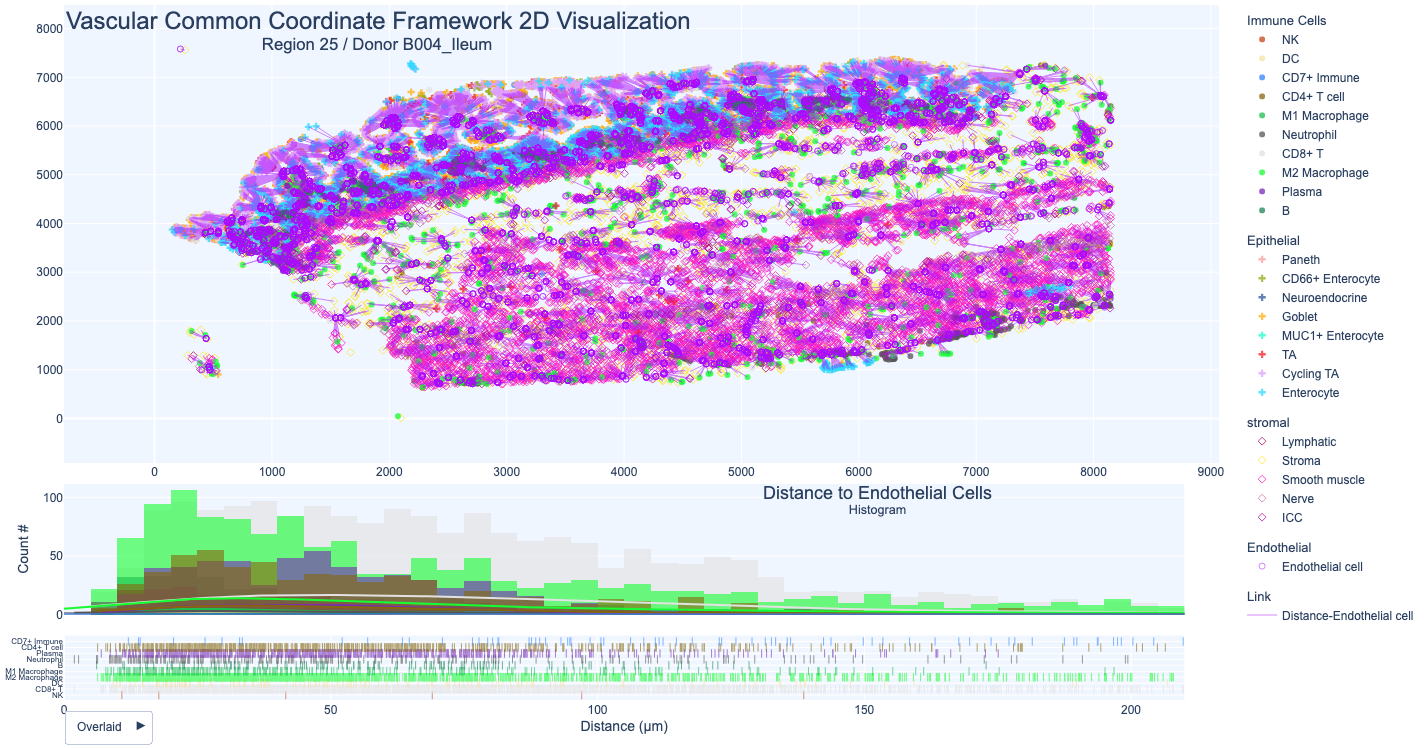 Vascular Common Coordinate Framework 2D Visualization
Region 25 / Donor B004_Ileum
8000
7000
6000
5000
4000
3000
2000
1000
0
0 1000 2000 3000 4000 5000 6000 7000 8000 9000
Immune Cells
NK
DC
CD7+ Immune
CD4+ T cell
M1 Macrophage
Neutrophil
CD8+ T
M2 Macrophage
Plasma
B
Epithelial
Paneth
CD66+ Enterocyte
Neuroendocrine
Goblet
MUC1+ Enterocyte
TA
Cycling TA
Enterocyte
stromal
Lymphatic
Stroma
Smooth muscle
Nerve
ICC
Endothelial
Endothelial cell
Link
Distance-Endothelial cell
Distance to Endothelial Cells
Histogram
Count #
100
50
0
CD7+ Immune
CD4+ T cell
Plasma
Neutrophil
B
M1 Macrophage
M2 Macrophage
DC
CD8+ T
NK
0 50 100 150 200
Distance (μm)
Overlaid ▶